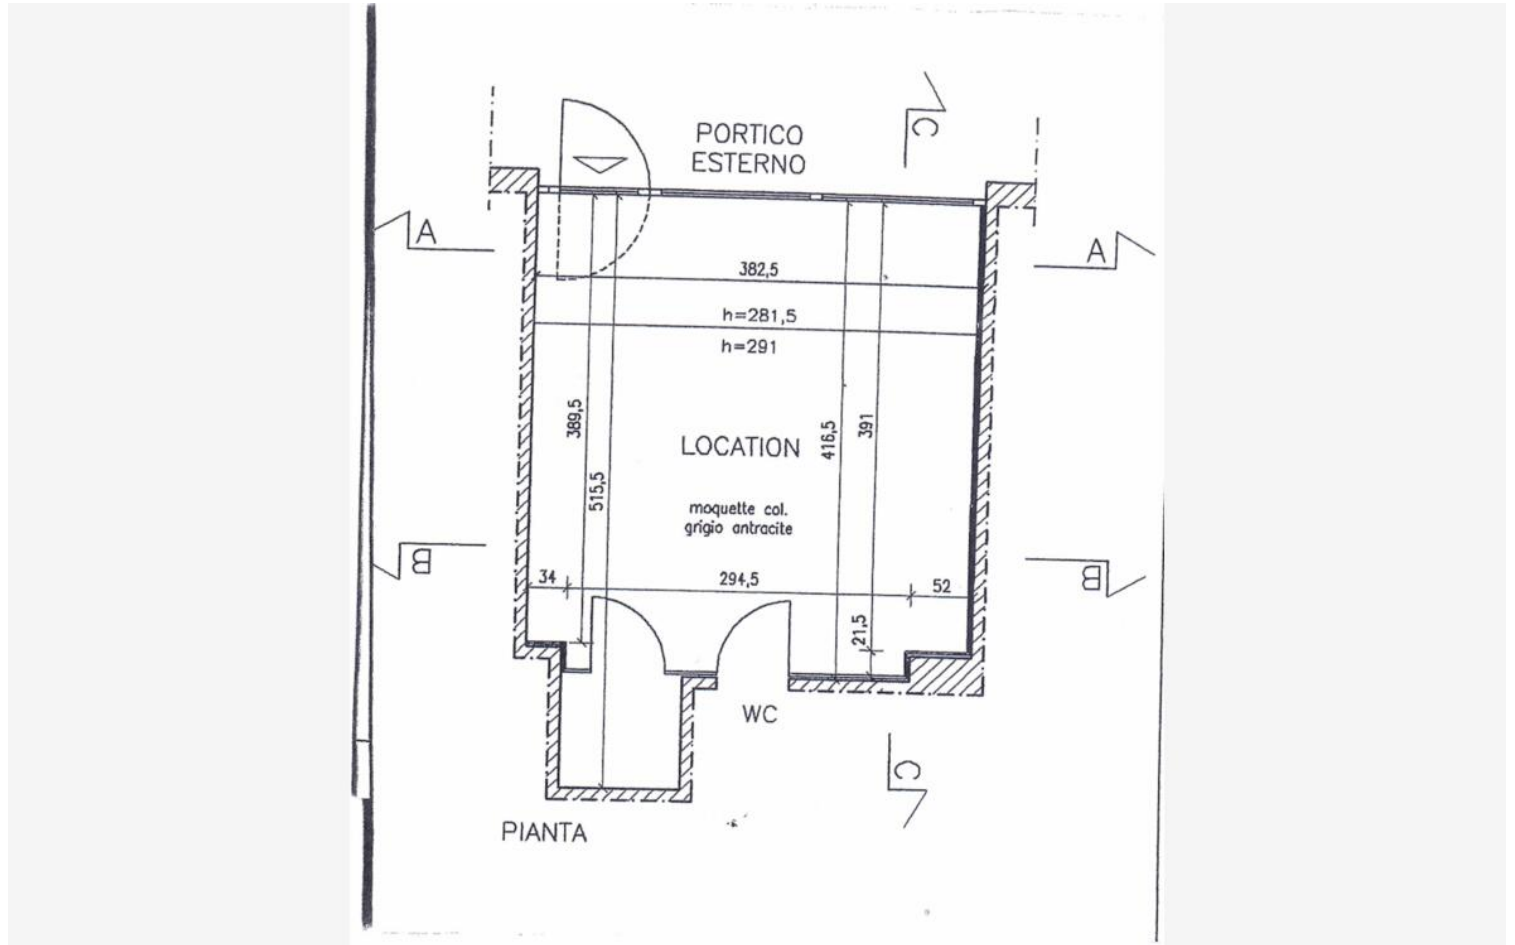 C
PORTICO
ESTERNO
A
A
382,5
h=281,5
h=291
389,5
416,5
391
LOCATION
515,5
moquette col.
grigio antracite
B
B
34
294,5
52
21,5
WC
C
PIANTA